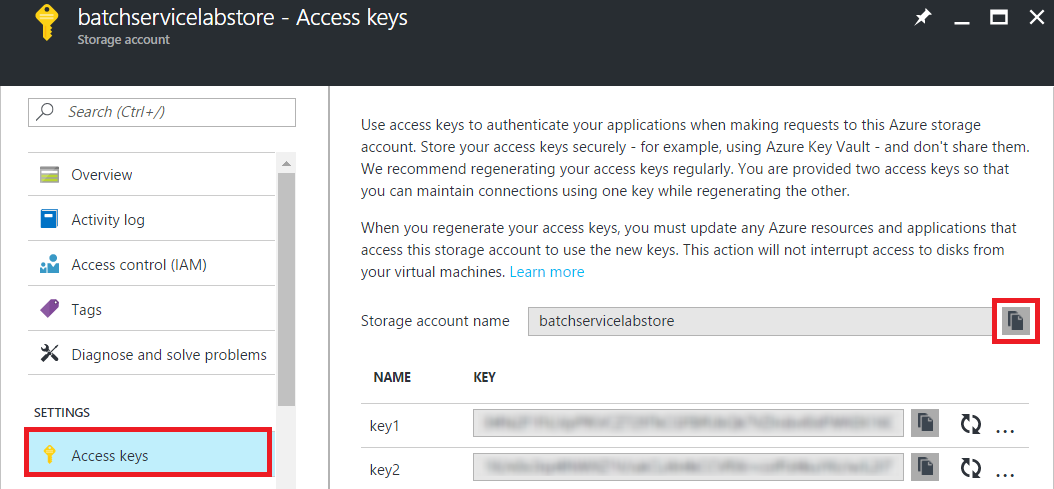 batchservicelabstore - Access keys
Storage account
Search (Ctrl+/)
Overview
Activity log
Access control (IAM)
Tags
Diagnose and solve problems
SETTINGS
Access keys
Use access keys to authenticate your applications when making requests to this Azure storage
account. Store your access keys securely - for example, using Azure Key Vault - and don't share them.
We recommend regenerating your access keys regularly. You are provided two access keys so that
you can maintain connections using one key while regenerating the other.
When you regenerate your access keys, you must update any Azure resources and applications that
access this storage account to use the new keys. This action will not interrupt access to disks from
your virtual machines. Learn more
Storage account name batchservicelabstore
NAME KEY
key1
key2